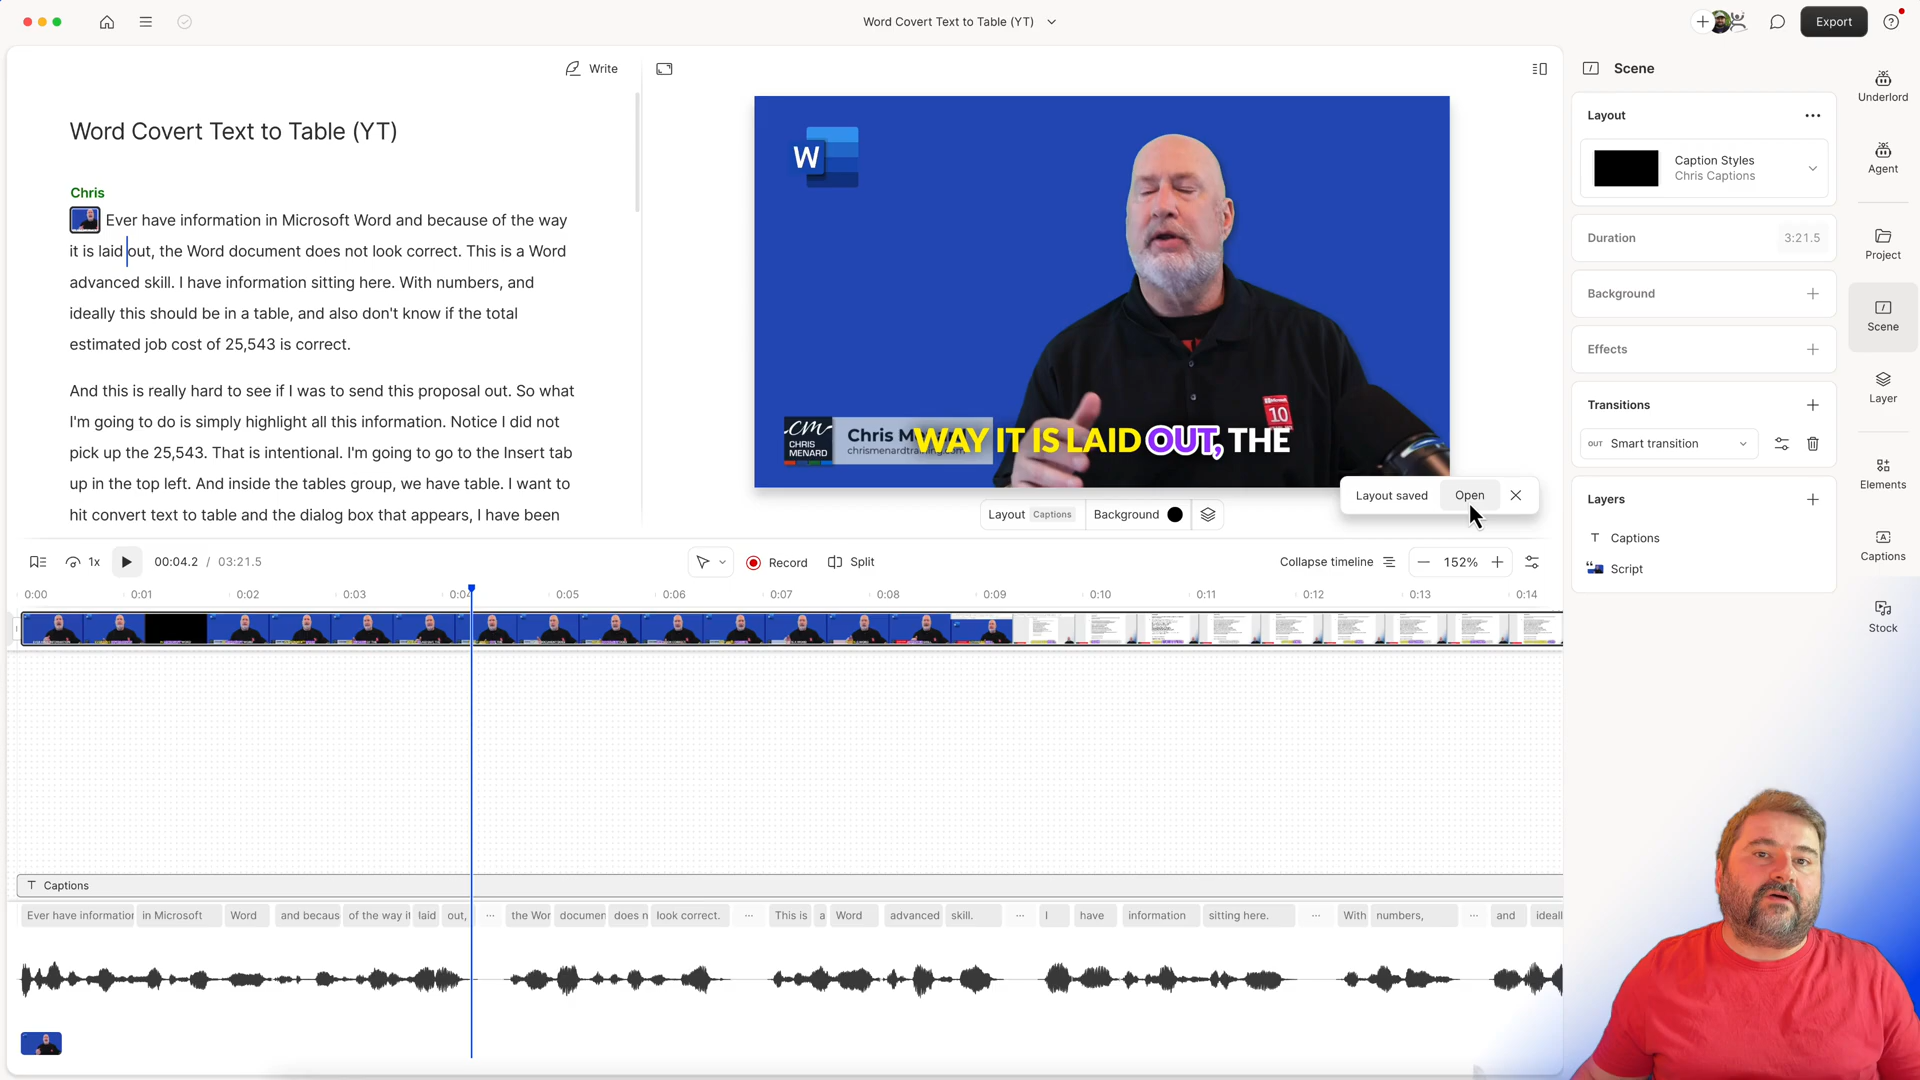 Word Covert Text to Table (YT)
Export
Write
Word Covert Text to Table (YT)
Chris
Ever have information in Microsoft Word and because of the way
it is laid out, the Word document does not look correct. This is a Word
advanced skill. I have information sitting here. With numbers, and
ideally this should be in a table, and also don't know if the total
estimated job cost of 25,543 is correct.
And this is really hard to see if I was to send this proposal out. So what
I'm going to do is simply highlight all this information. Notice I did not
pick up the 25,543. That is intentional. I'm going to go to the Insert tab
up in the top left. And inside the tables group, we have table. I want to
hit convert text to table and the dialog box that appears, I have been
W
10
cm
CHRIS
MENARD
Chris M
chrismenardtraining.com
WAY IT IS LAID OUT, THE
Layout saved
Open
Layout Captions
Background
Scene
Layout
Caption Styles
Chris Captions
Duration
3:21.5
Background
Effects
Transitions
OUT Smart transition
Layers
Captions
Script
Underlord
Agent
Project
Scene
Layer
Elements
Captions
Stock
1x
00:04.2 / 03:21.5
Record
Split
Collapse timeline
152%
0:00 0:01 0:02 0:03 0:04 0:05 0:06 0:07 0:08 0:09 0:10 0:11 0:12 0:13 0:14
Captions
Ever have information in Microsoft Word and becaus of the way it laid out, ... the Wor documen does n look correct. ... This is a Word advanced skill. ... I have information sitting here. ... With numbers, ... and ideall